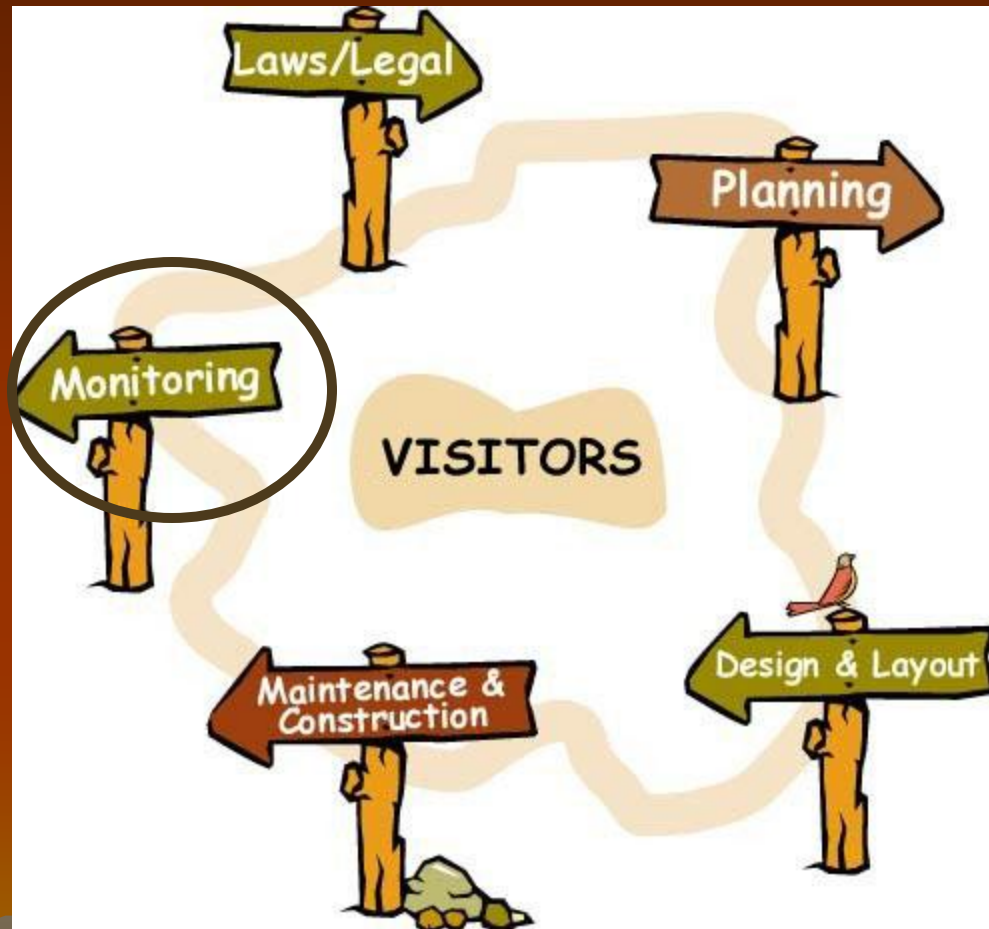 Laws/Legal
Planning
Monitoring
VISITORS
Design & Layout
Maintenance &
Construction